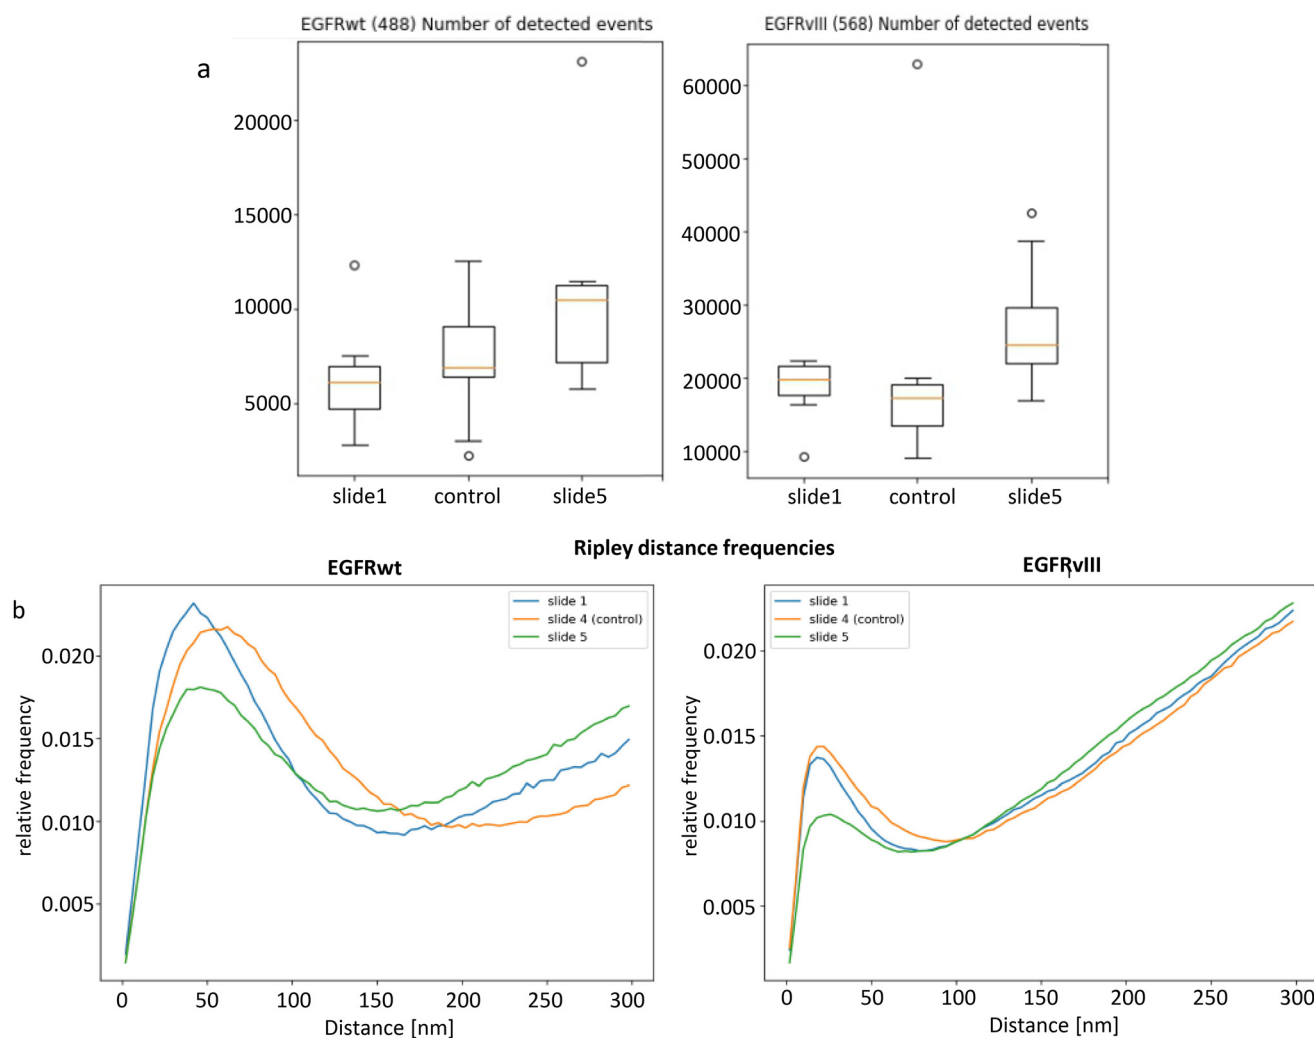 EGFRwt (488) Number of detected events
EGFRvIII (568) Number of detected events
a
20000
15000
10000
5000
slide1 control slide5
60000
50000
40000
30000
20000
10000
slide1 control slide5
Ripley distance frequencies
b
EGFRwt
slide 1
slide 4 (control)
slide 5
relative frequency
0.020
0.015
0.010
0.005
0 50 100 150 200 250 300
Distance [nm]
EGFRvIII
slide 1
slide 4 (control)
slide 5
relative frequency
0.020
0.015
0.010
0.005
0 50 100 150 200 250 300
Distance [nm]